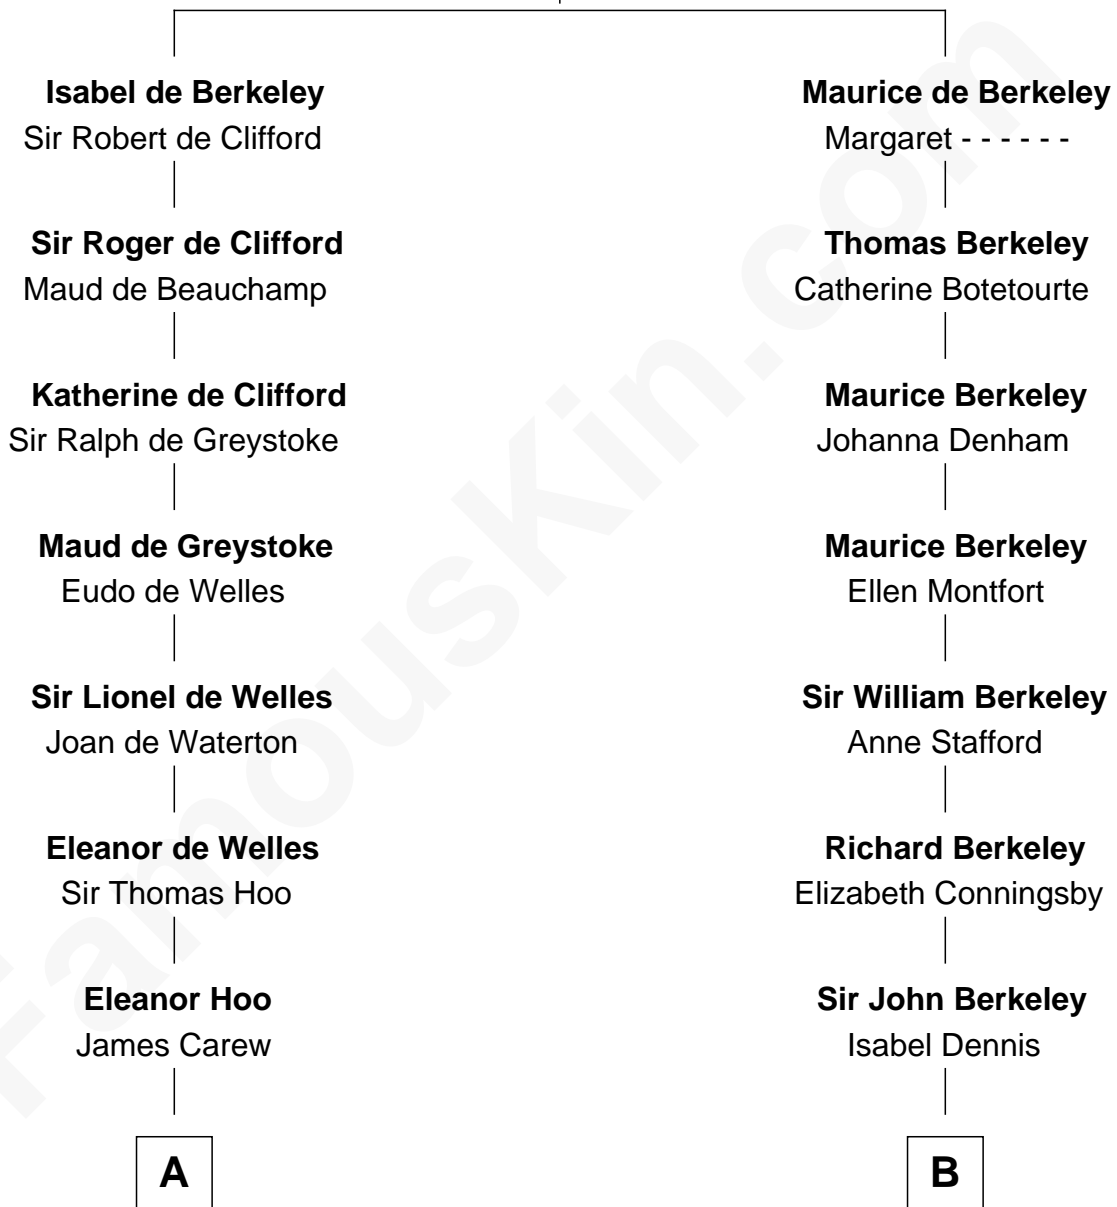 Isabel de Berkeley
Sir Robert de Clifford
Sir Roger de Clifford
Maud de Beauchamp
Katherine de Clifford
Sir Ralph de Greystoke
Maud de Greystoke
Eudo de Welles
Sir Lionel de Welles
Joan de Waterton
Eleanor de Welles
Sir Thomas Hoo
Eleanor Hoo
James Carew
A
Maurice de Berkeley
Margaret - - - - - -
Thomas Berkeley
Catherine Botetourte
Maurice Berkeley
Johanna Denham
Maurice Berkeley
Ellen Montfort
Sir William Berkeley
Anne Stafford
Richard Berkeley
Elizabeth Conningsby
Sir John Berkeley
Isabel Dennis
B
FamousKin.com